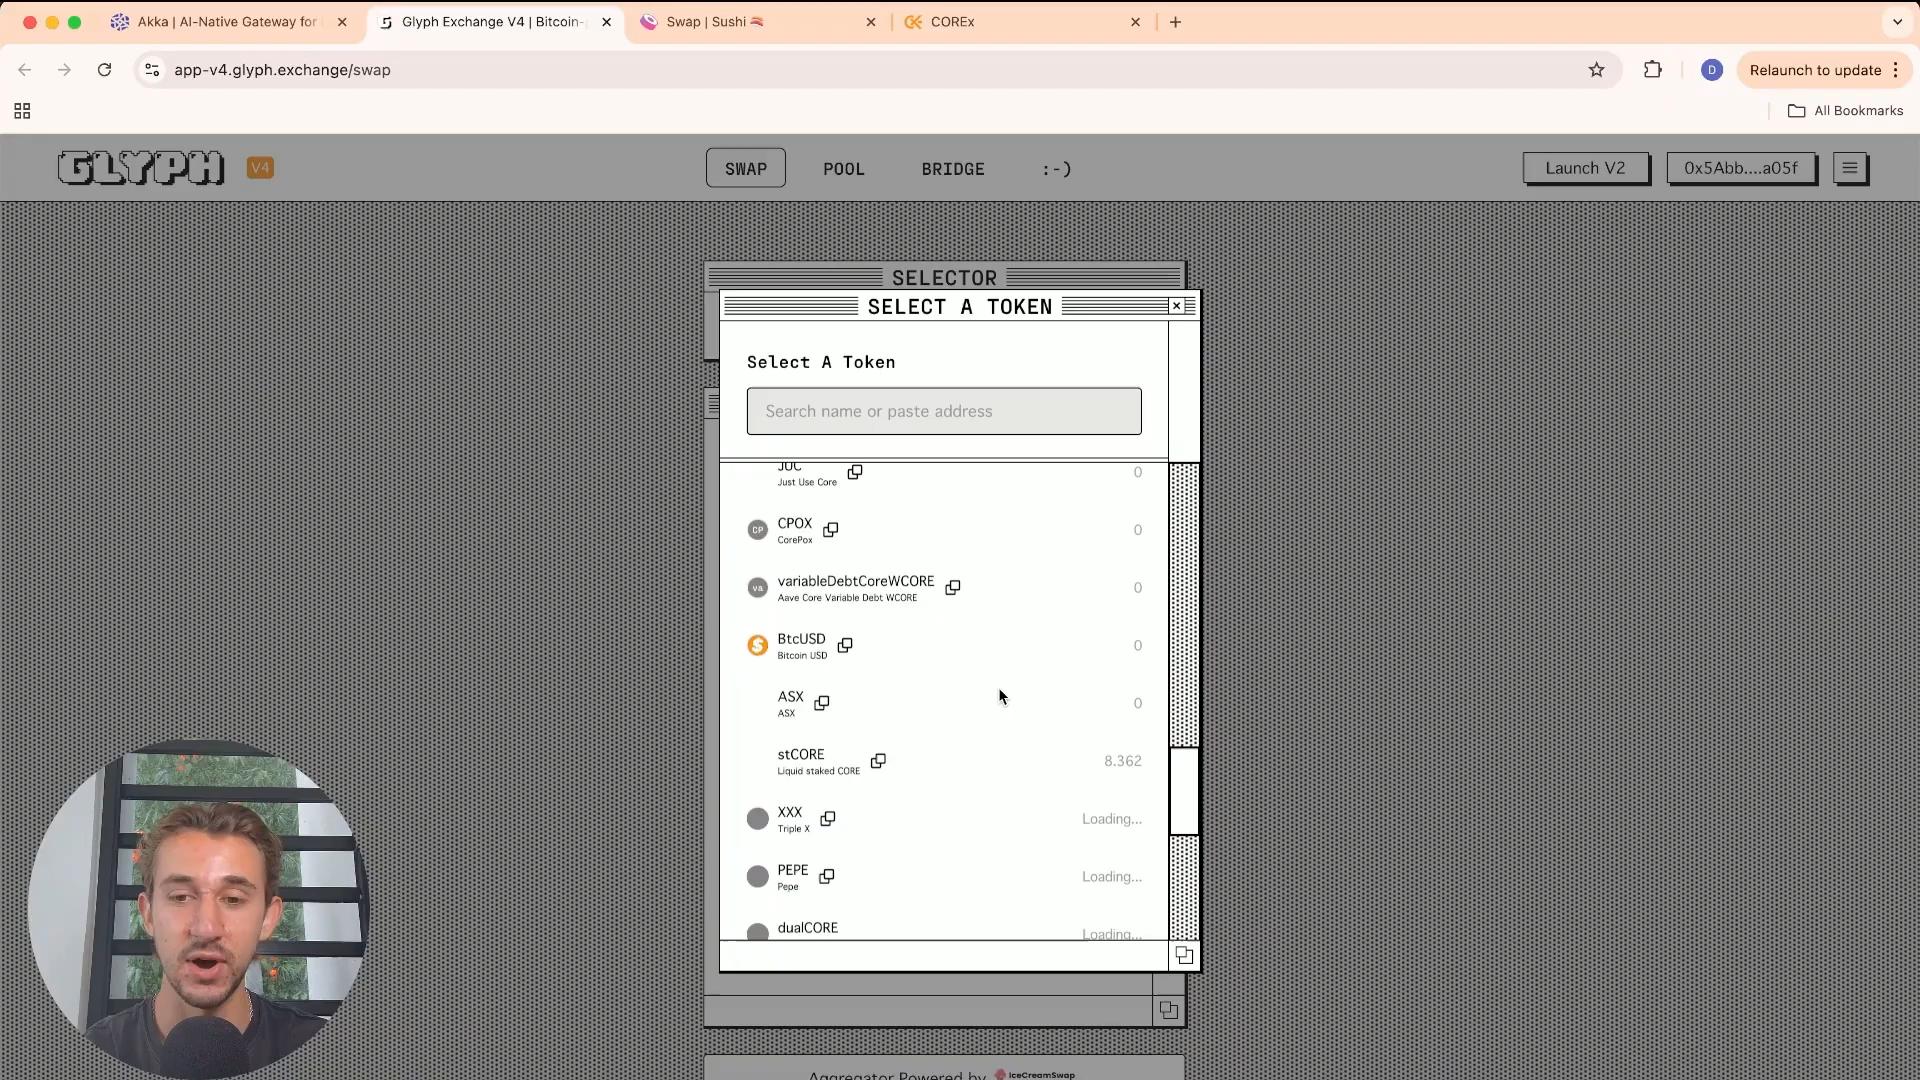 Akka | AI-Native Gateway for
Glyph Exchange V4 | Bitcoin-
Swap | Sushi 🍣
COREx
app-v4.glyph.exchange/swap
D
Relaunch to update
All Bookmarks
GLYPH
V4
SWAP
POOL
BRIDGE
:-)
Launch V2
0x5Abb....a05f
SELECTOR
SELECT A TOKEN
Select A Token
Search name or paste address
JUC
Just Use Core
0
CP
CPOX
CorePox
0
va
variableDebtCoreWCORE
Aave Core Variable Debt WCORE
0
BtcUSD
Bitcoin USD
0
ASX
ASX
0
stCORE
Liquid staked CORE
8.362
XXX
Triple X
Loading...
PEPE
Pepe
Loading...
dualCORE
Loading...
Aggregator Powered by IceCreamSwap